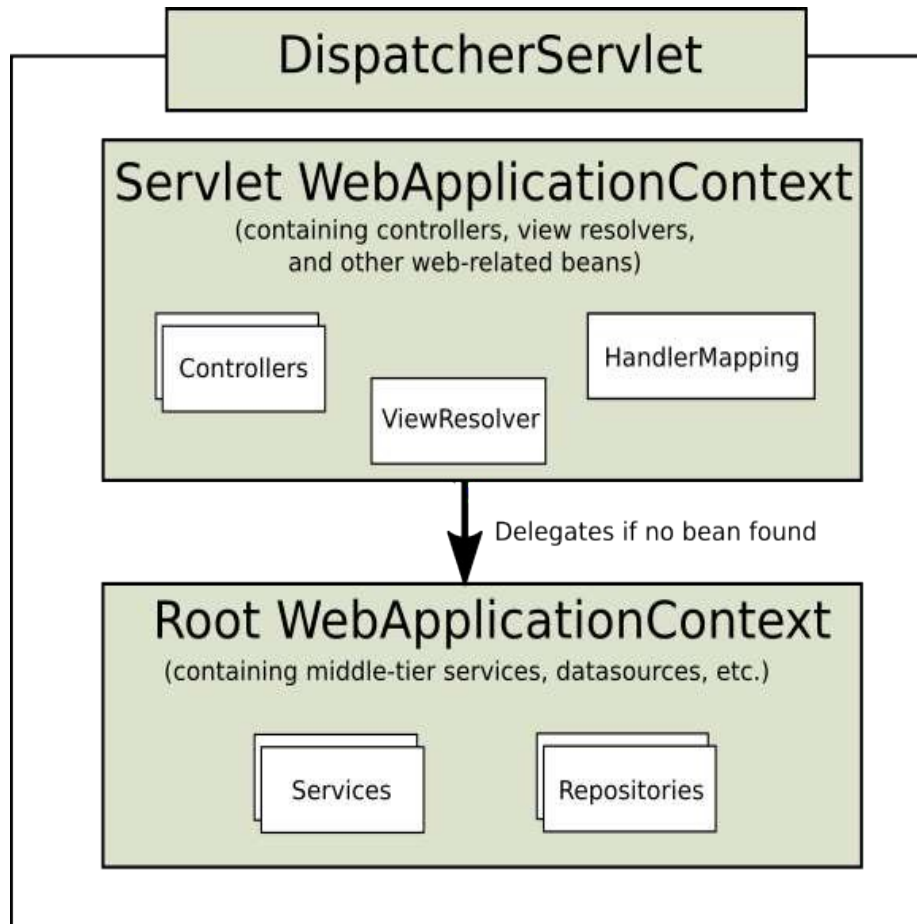 DispatcherServlet
Servlet WebApplicationContext
(containing controllers, view resolvers,
and other web-related beans)
Controllers
HandlerMapping
ViewResolver
Delegates if no bean found
Root WebApplicationContext
(containing middle-tier services, datasources, etc.)
Services
Repositories